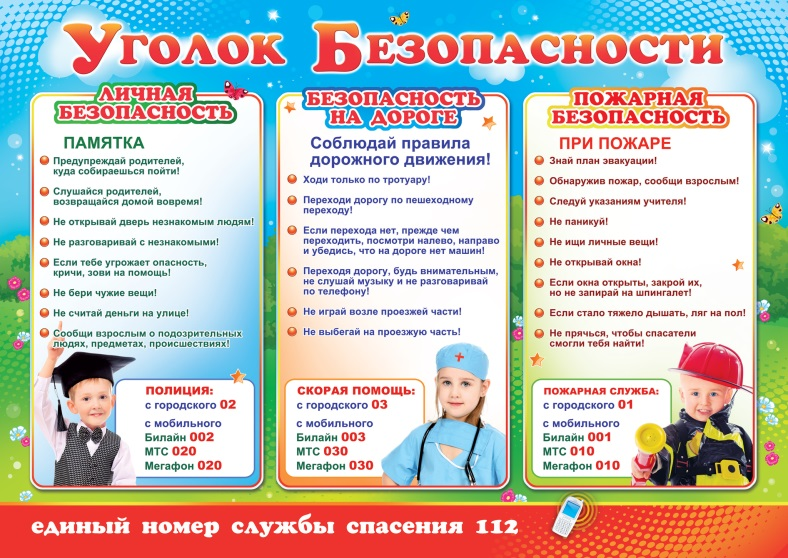 Уголок Безопасности
ЛИЧНАЯ
БЕЗОПАСНОСТЬ
ПАМЯТКА
Предупреждай родителей,
куда собираешься пойти!
Слушайся родителей,
возвращайся домой вовремя!
Не открывай дверь незнакомым людям!
Не разговаривай с незнакомыми!
Если тебе угрожает опасность,
кричи, зови на помощь!
Не бери чужие вещи!
Не считай деньги на улице!
Сообщи взрослым о подозрительных
людях, предметах, происшествиях!
ПОЛИЦИЯ:
с городского 02
с мобильного
Билайн 002
МТС 020
Мегафон 020
БЕЗОПАСНОСТЬ
НА ДОРОГЕ
Соблюдай правила
дорожного движения!
Ходи только по тротуару!
Переходи дорогу по пешеходному
переходу!
Если перехода нет, прежде чем
переходить, посмотри налево, направо
и убедись, что на дороге нет машин!
Переходя дорогу, будь внимательным,
не слушай музыку и не разговаривай
по телефону!
Не играй возле проезжей части!
Не выбегай на проезжую часть!
СКОРАЯ ПОМОЩЬ:
с городского 03
с мобильного
Билайн 003
МТС 030
Мегафон 030
ПОЖАРНАЯ
БЕЗОПАСНОСТЬ
ПРИ ПОЖАРЕ
Знай план эвакуации!
Обнаружив пожар, сообщи взрослым!
Следуй указаниям учителя!
Не паникуй!
Не ищи личные вещи!
Не открывай окна!
Если окна открыты, закрой их,
но не запирай на шпингалет!
Если стало тяжело дышать, ляг на пол!
Не прячься, чтобы спасатели
смогли тебя найти!
ПОЖАРНАЯ СЛУЖБА:
с городского 01
с мобильного
Билайн 001
МТС 010
Мегафон 010
единый номер службы спасения 112